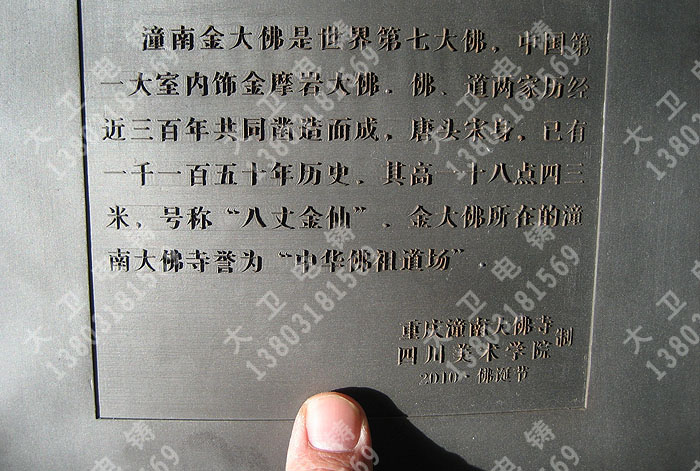 潼南金大佛是世界第七大佛，中国第
一大室内饰金摩岩大佛．佛、道两家历经
近三百年共同凿造而成，唐头宋身，已有
一千一百五十年历史．其高一十八点四三
米，号称“八丈金仙”．金大佛所在的潼
南大佛寺誉为“中华佛祖道场”．
重庆潼南大佛寺
四川美术学院 制
2010·佛诞节
大卫电铸
13803181569